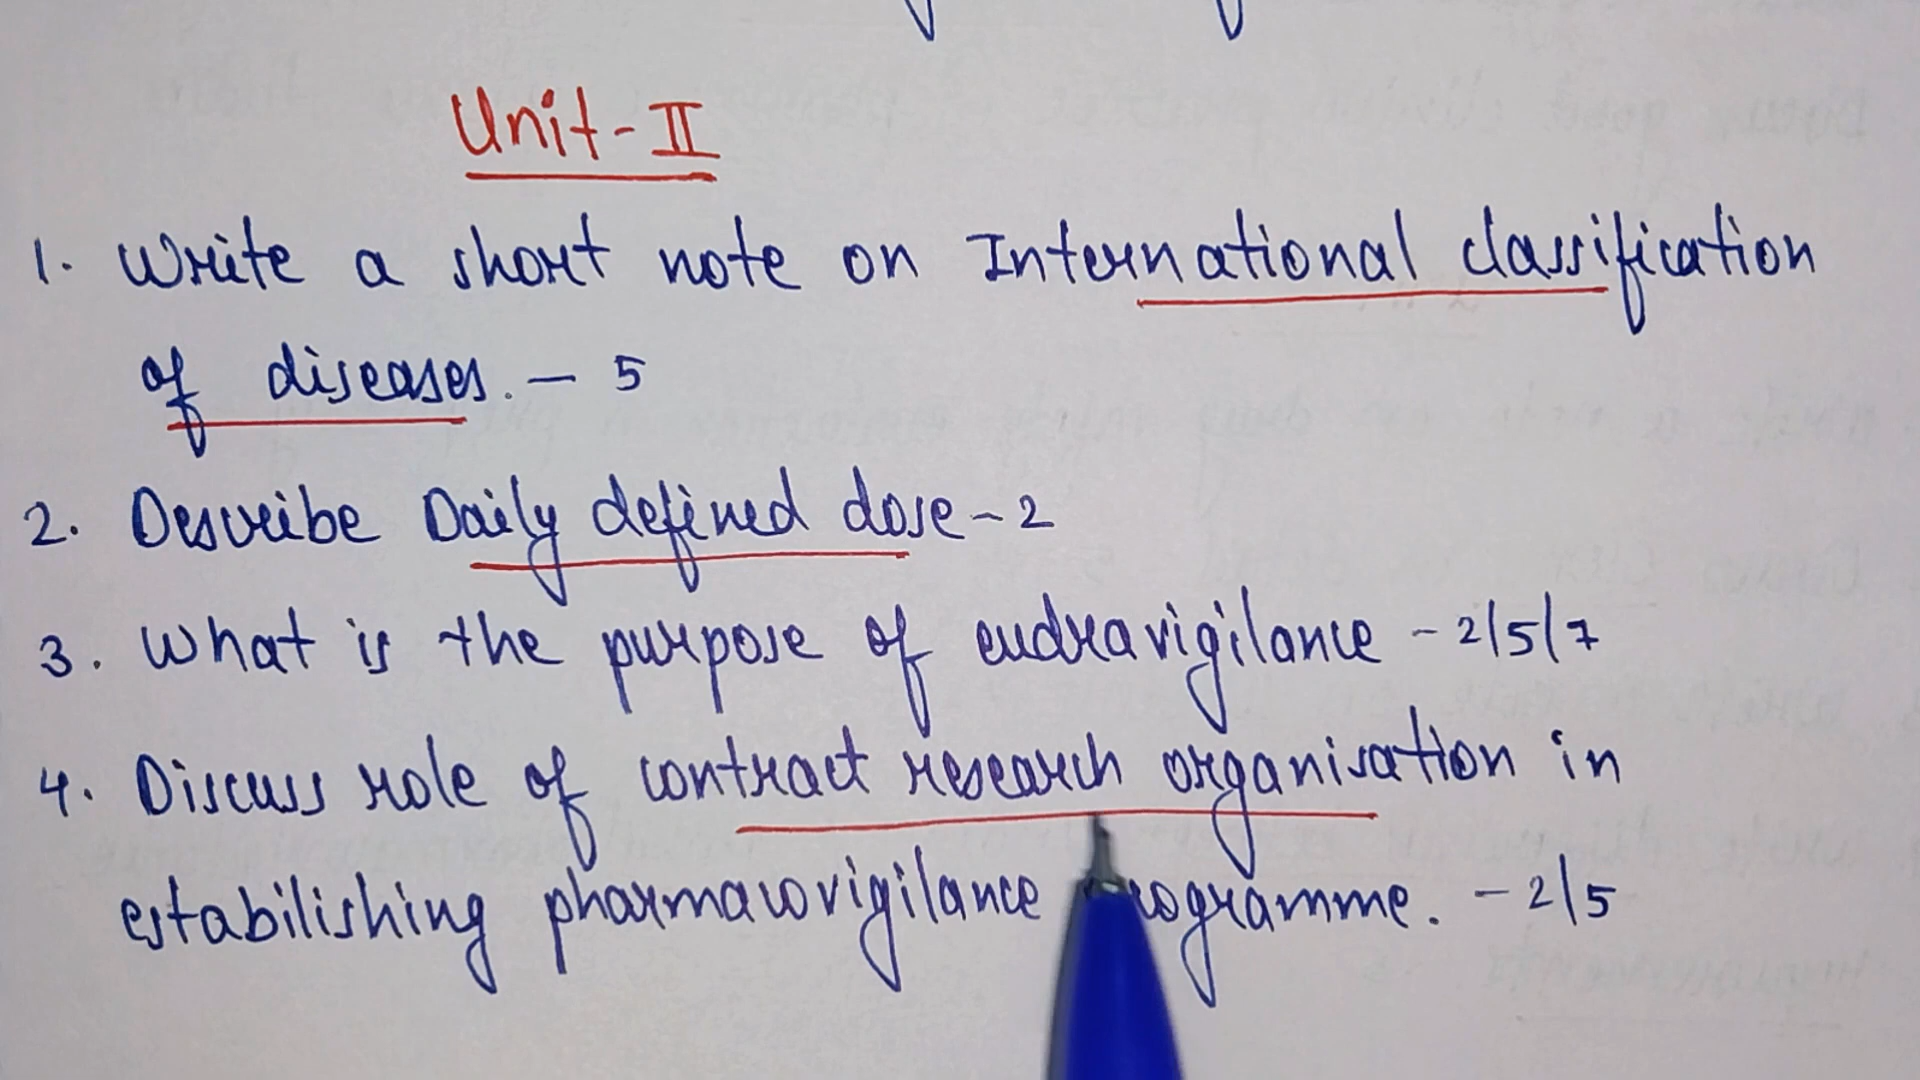 Unit-II
1. Write a short note on International classification
of diseases. - 5
2. Describe Daily defined dose - 2
3. What is the purpose of eudravigilance - 2/5/7
4. Discuss role of contract research organisation in
estabilishing pharmacovigilance programme. - 2/5